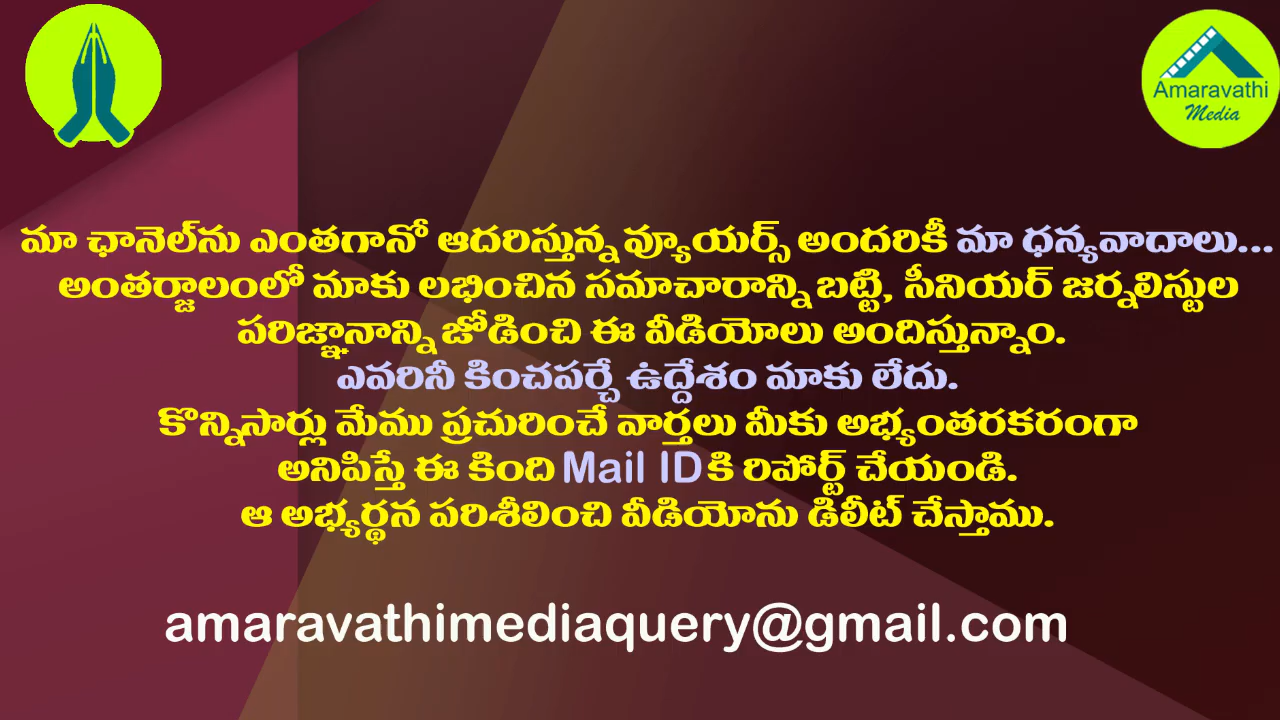 Amaravathi
Media
మా ఛానెల్‌ను ఎంతగానో ఆదరిస్తున్న వ్యూయర్స్ అందరికీ మా ధన్యవాదాలు...
అంతర్జాలంలో మాకు లభించిన సమాచారాన్ని బట్టి, సీనియర్ జర్నలిస్టుల
పరిజ్ఞానాన్ని జోడించి ఈ వీడియోలు అందిస్తున్నాం.
ఎవరినీ కించపర్చే ఉద్దేశం మాకు లేదు.
కొన్నిసార్లు మేము ప్రచురించే వార్తలు మీకు అభ్యంతరకరంగా
అనిపిస్తే ఈ కింది Mail IDకి రిపోర్ట్ చేయండి.
ఆ అభ్యర్థన పరిశీలించి వీడియోను డిలీట్ చేస్తాము.
amaravathimediaquery@gmail.com